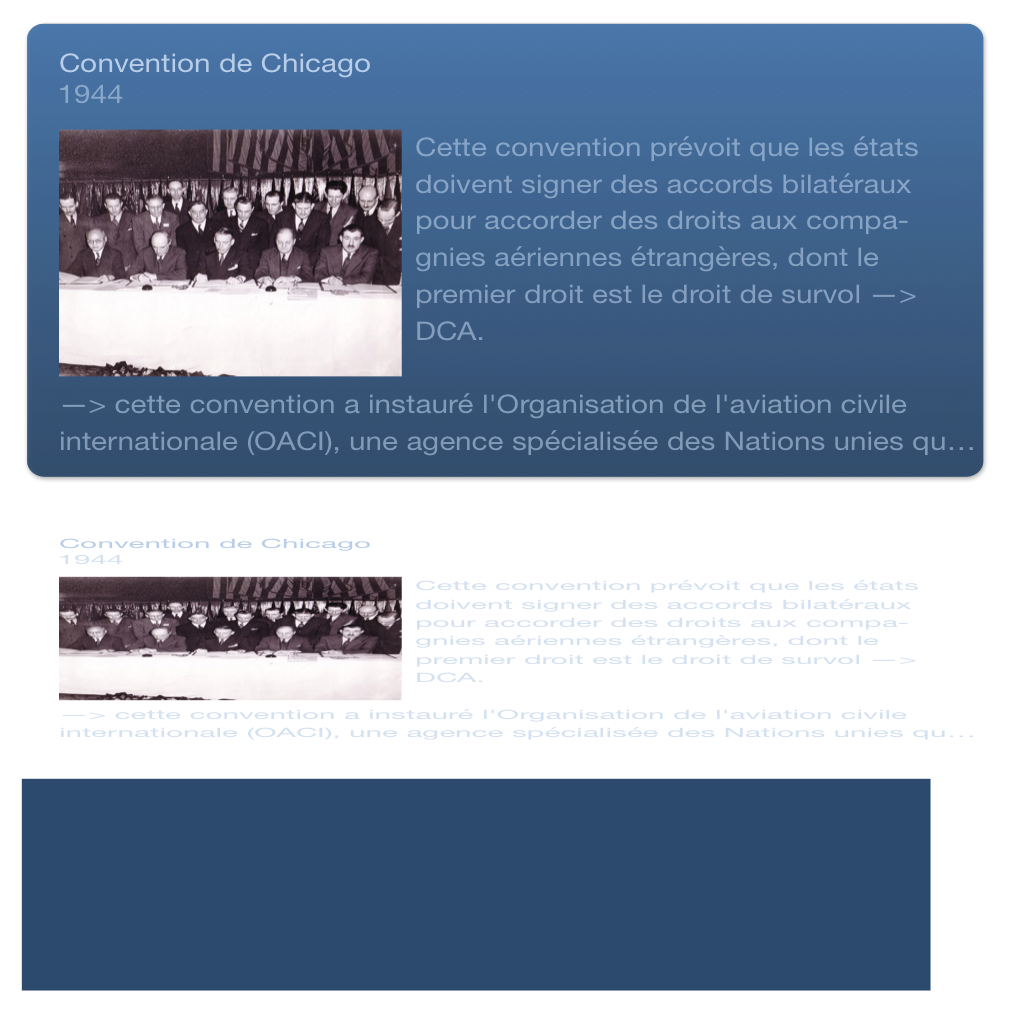 Convention de Chicago
1944
Cette convention prévoit que les états
doivent signer des accords bilatéraux
pour accorder des droits aux compa-
gnies aériennes étrangères, dont le
premier droit est le droit de survol —>
DCA.
—> cette convention a instauré l'Organisation de l'aviation civile
internationale (OACI), une agence spécialisée des Nations unies qu…
Convention de Chicago
1944
Cette convention prévoit que les états
doivent signer des accords bilatéraux
pour accorder des droits aux compa-
gnies aériennes étrangères, dont le
premier droit est le droit de survol —>
DCA.
—> cette convention a instauré l'Organisation de l'aviation civile
internationale (OACI), une agence spécialisée des Nations unies qu…